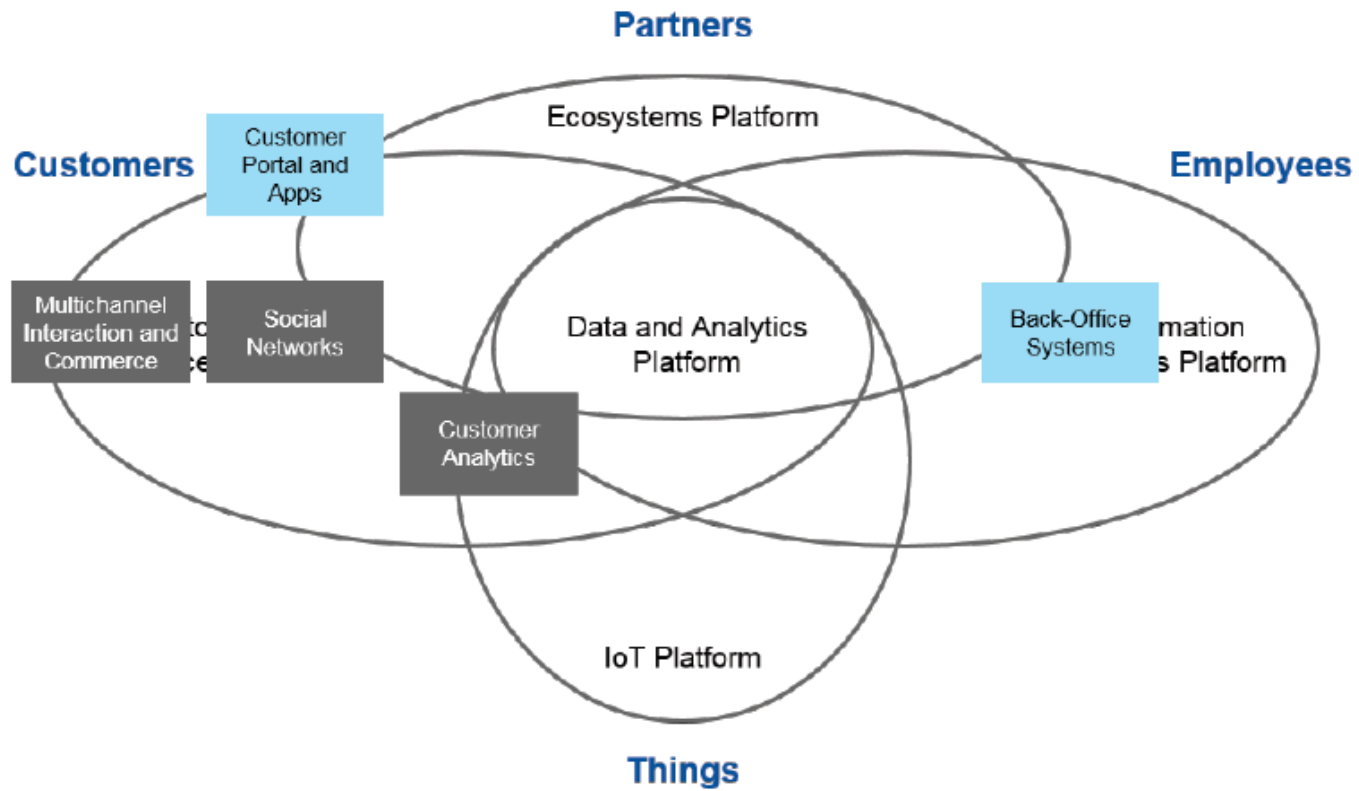 Partners
Ecosystems Platform
Customer
Portal and
Apps
Customers
Employees
Multichannel
Interaction and
Commerce
Social
Networks
Data and Analytics
Platform
Back-Office
Systems
Platform
Customer
Analytics
IoT Platform
Things